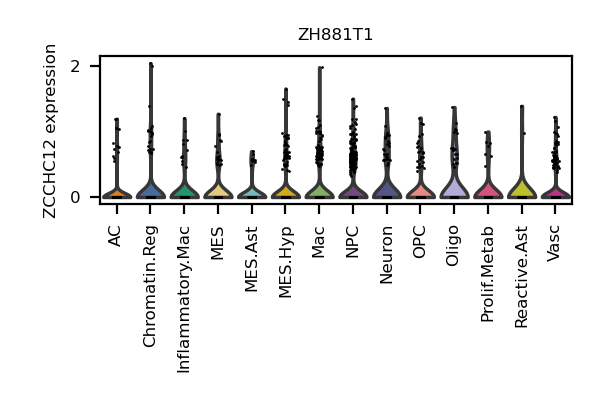 ZH881T1
ZCCHC12 expression
2
0
AC
Chromatin.Reg
Inflammatory.Mac
MES
MES.Ast
MES.Hyp
Mac
NPC
Neuron
OPC
Oligo
Prolif.Metab
Reactive.Ast
Vasc